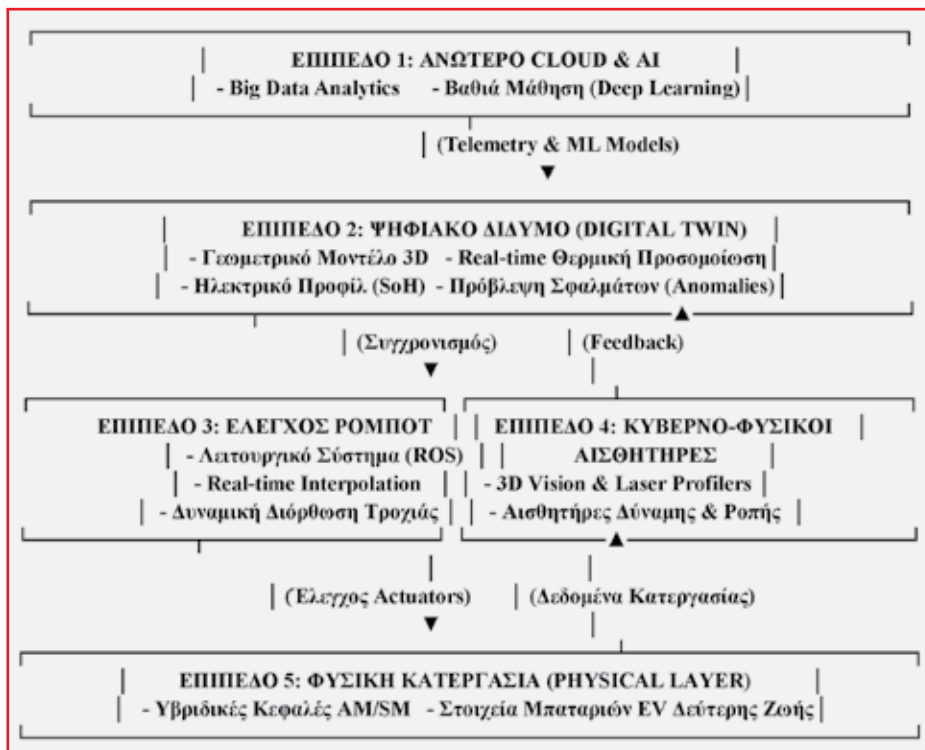 ΕΠΙΠΕΔΟ 1: ΑΝΩΤΕΡΟ CLOUD & AI
- Big Data Analytics - Βαθιά Μάθηση (Deep Learning)
(Telemetry & ML Models)
ΕΠΙΠΕΔΟ 2: ΨΗΦΙΑΚΟ ΔΙΔΥΜΟ (DIGITAL TWIN)
- Γεωμετρικό Μοντέλο 3D - Real-time Θερμική Προσομοίωση
- Ηλεκτρικό Προφίλ (SoH) - Πρόβλεψη Σφαλμάτων (Anomalies)
(Συγχρονισμός) (Feedback)
ΕΠΙΠΕΔΟ 3: ΕΛΕΓΧΟΣ ΡΟΜΠΟΤ
- Λειτουργικό Σύστημα (ROS)
- Real-time Interpolation
- Δυναμική Διόρθωση Τροχιάς
ΕΠΙΠΕΔΟ 4: ΚΥΒΕΡΝΟ-ΦΥΣΙΚΟΙ
ΑΙΣΘΗΤΗΡΕΣ
- 3D Vision & Laser Profilers
- Αισθητήρες Δύναμης & Ροπής
(Έλεγχος Actuators) (Δεδομένα Κατεργασίας)
ΕΠΙΠΕΔΟ 5: ΦΥΣΙΚΗ ΚΑΤΕΡΓΑΣΙΑ (PHYSICAL LAYER)
- Υβριδικές Κεφαλές AM/SM - Στοιχεία Μπαταριών EV Δεύτερης Ζωής